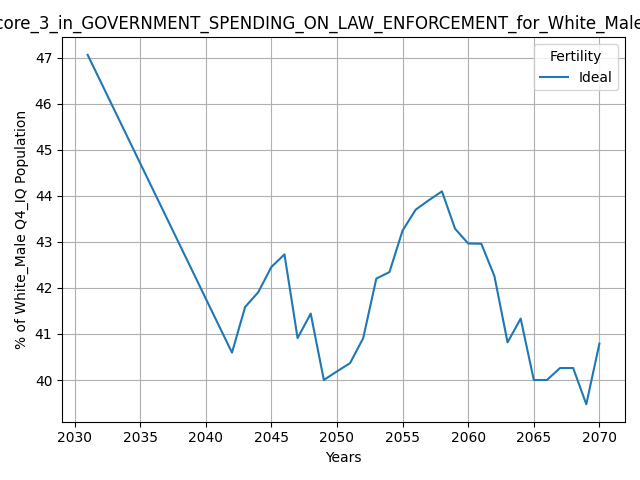 core_3_in_GOVERNMENT_SPENDING_ON_LAW_ENFORCEMENT_for_White_Male
Fertility
Ideal
% of White_Male Q4_IQ Population
47
46
45
44
43
42
41
40
2030 2035 2040 2045 2050 2055 2060 2065 2070
Years